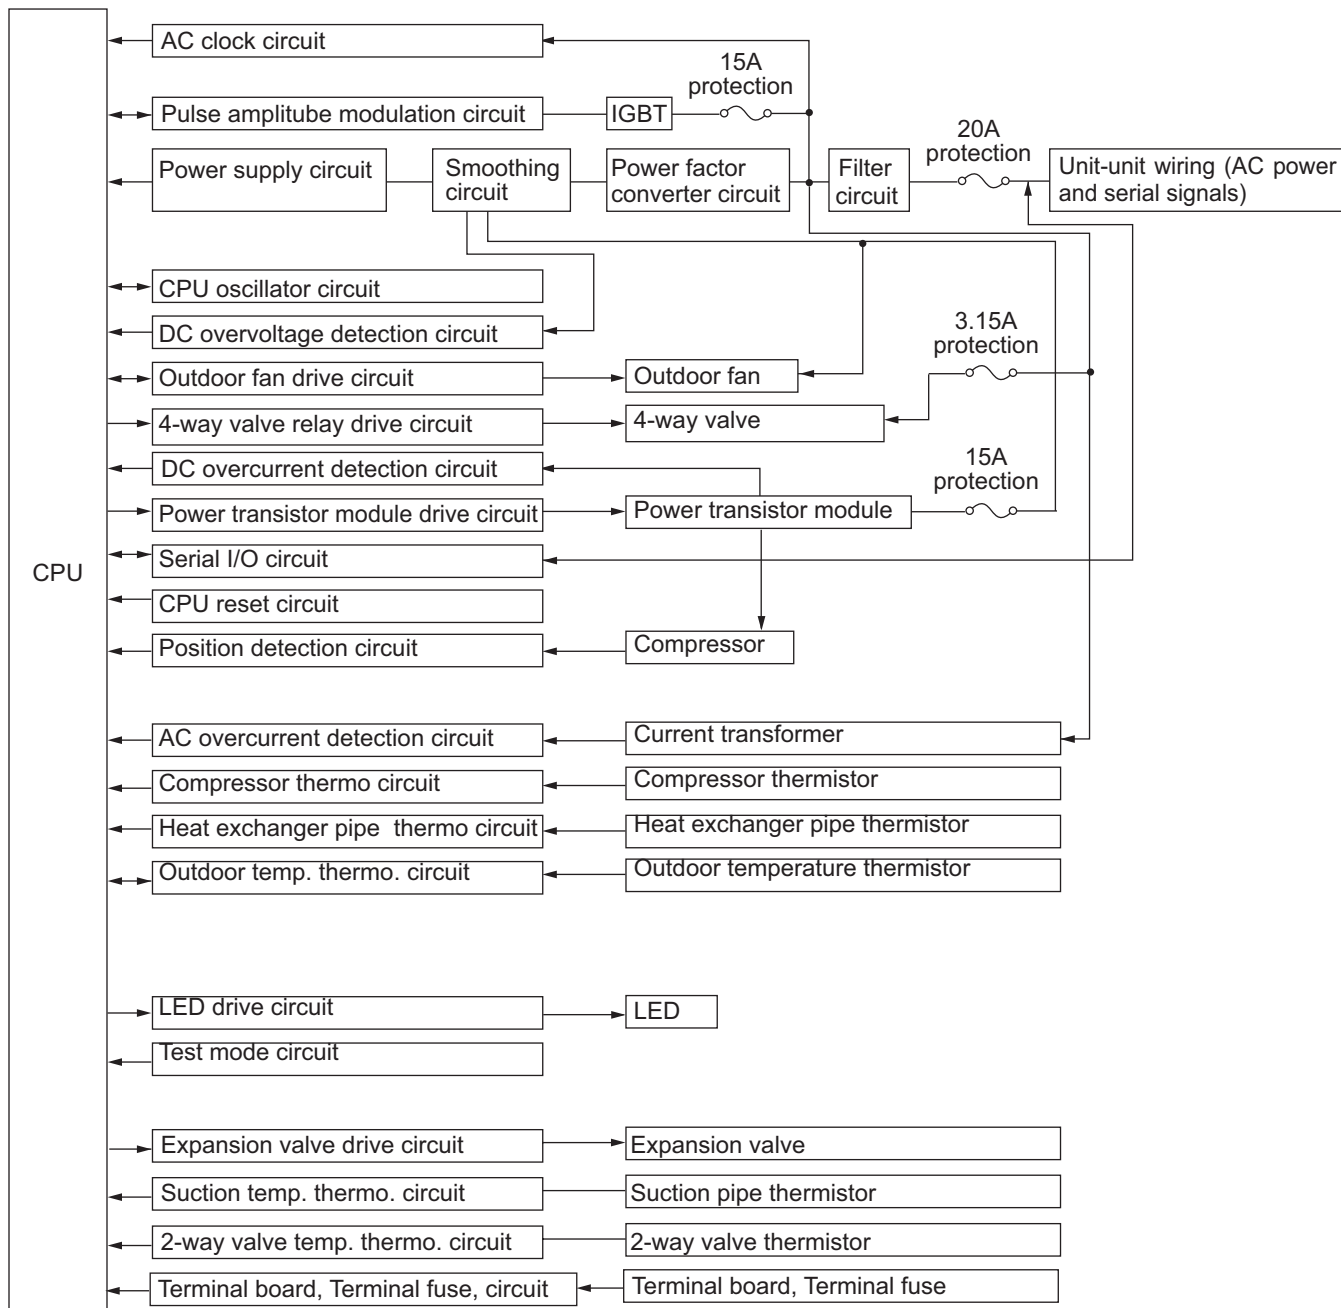 AC clock circuit
15A
protection
Pulse amplitube modulation circuit
IGBT
20A
protection
Power supply circuit
Smoothing
circuit
Power factor
converter circuit
Filter
circuit
Unit-unit wiring (AC power
and serial signals)
CPU oscillator circuit
DC overvoltage detection circuit
3.15A
protection
Outdoor fan drive circuit
Outdoor fan
4-way valve relay drive circuit
4-way valve
DC overcurrent detection circuit
15A
protection
Power transistor module drive circuit
Power transistor module
Serial I/O circuit
CPU
CPU reset circuit
Position detection circuit
Compressor
AC overcurrent detection circuit
Current transformer
Compressor thermo circuit
Compressor thermistor
Heat exchanger pipe  thermo circuit
Heat exchanger pipe thermistor
Outdoor temp. thermo. circuit
Outdoor temperature thermistor
LED drive circuit
LED
Test mode circuit
Expansion valve drive circuit
Expansion valve
Suction temp. thermo. circuit
Suction pipe thermistor
2-way valve temp. thermo. circuit
2-way valve thermistor
Terminal board, Terminal fuse, circuit
Terminal board, Terminal fuse